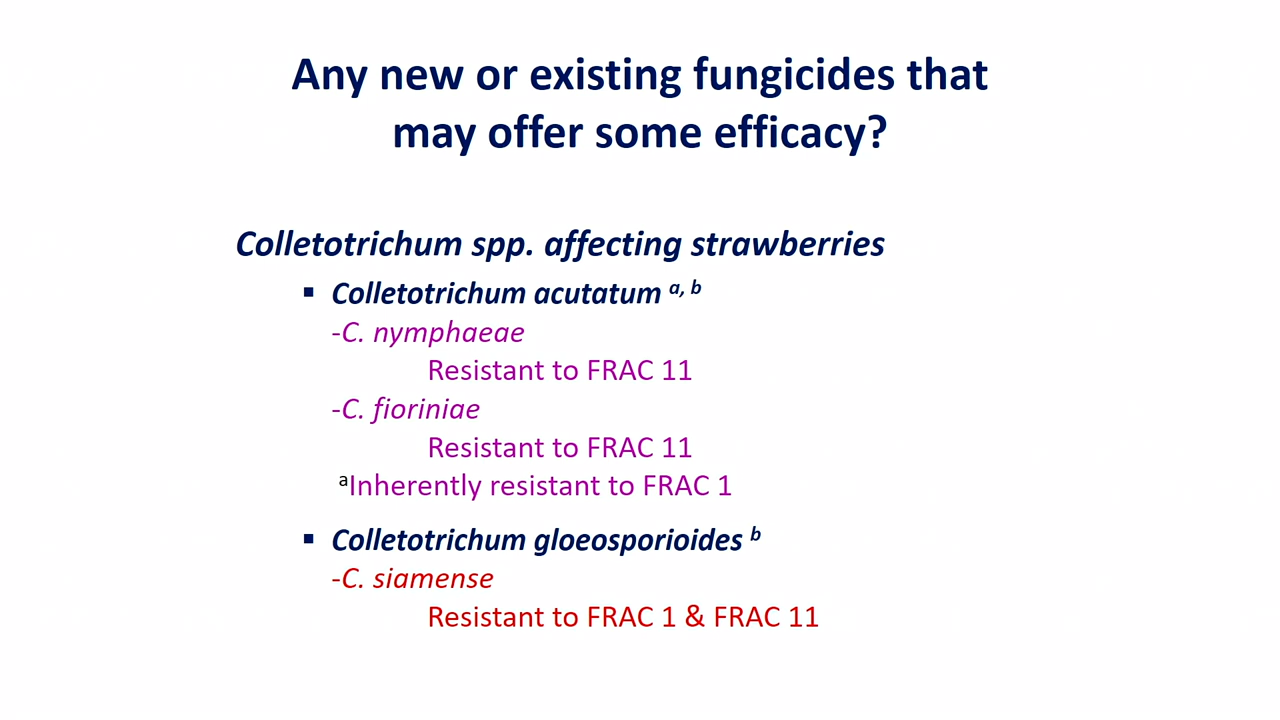 Any new or existing fungicides that
may offer some efficacy?
Colletotrichum spp. affecting strawberries
▪ Colletotrichum acutatum a, b
-C. nymphaeae
Resistant to FRAC 11
-C. fioriniae
Resistant to FRAC 11
aInherently resistant to FRAC 1
▪ Colletotrichum gloeosporioides b
-C. siamense
Resistant to FRAC 1 & FRAC 11